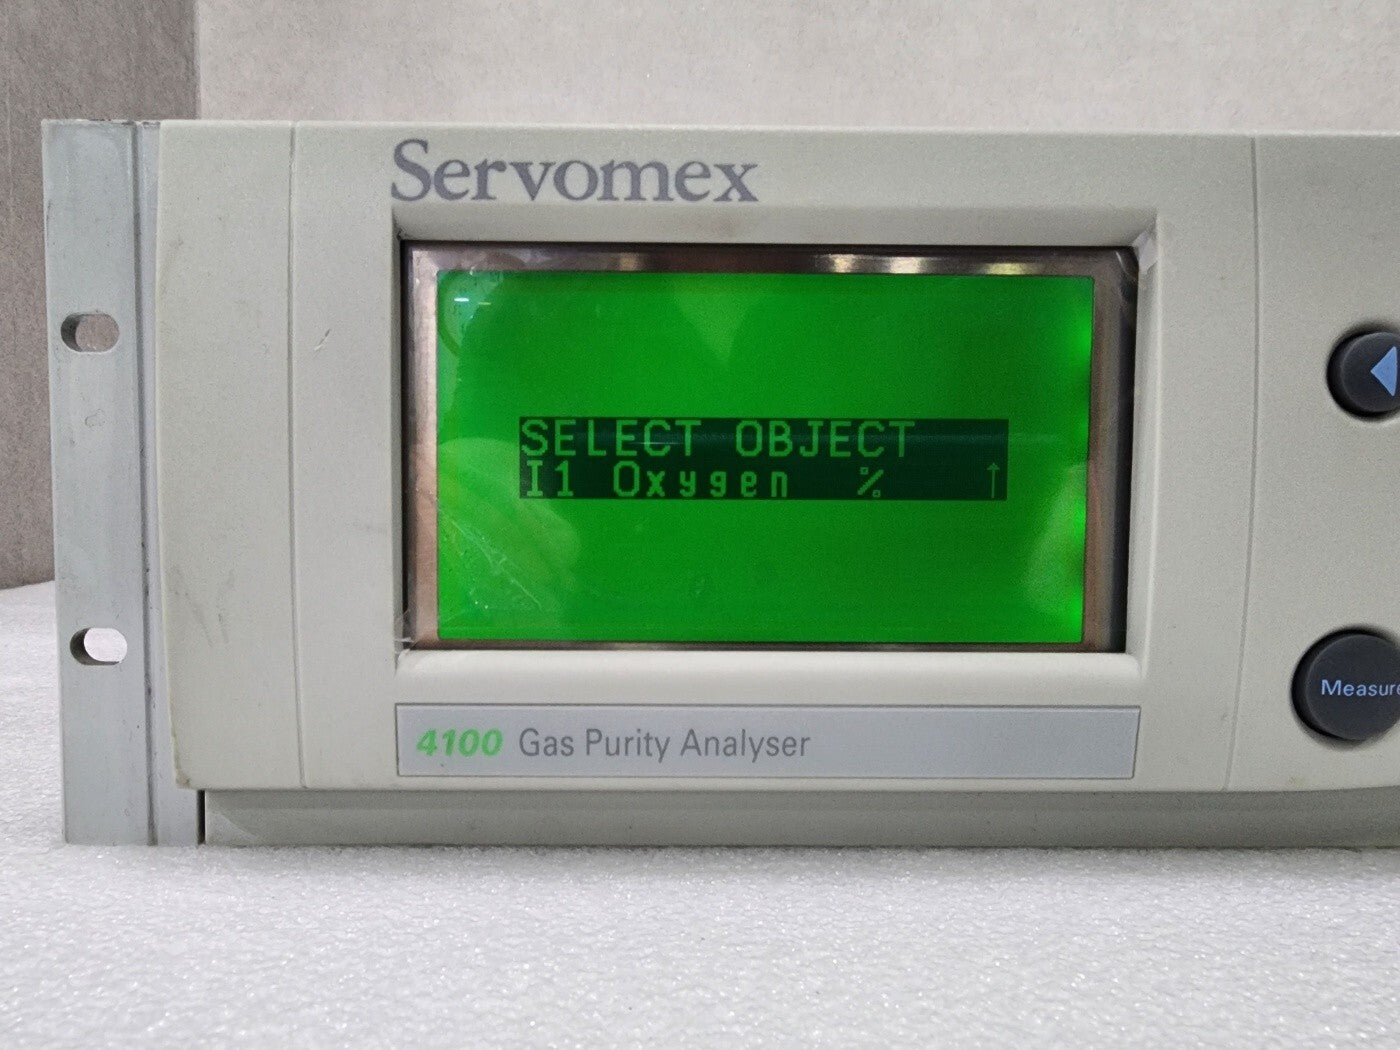 Servomex
SELECT OBJECT
I1 Oxygen % ↑
4100 Gas Purity Analyser
Measure